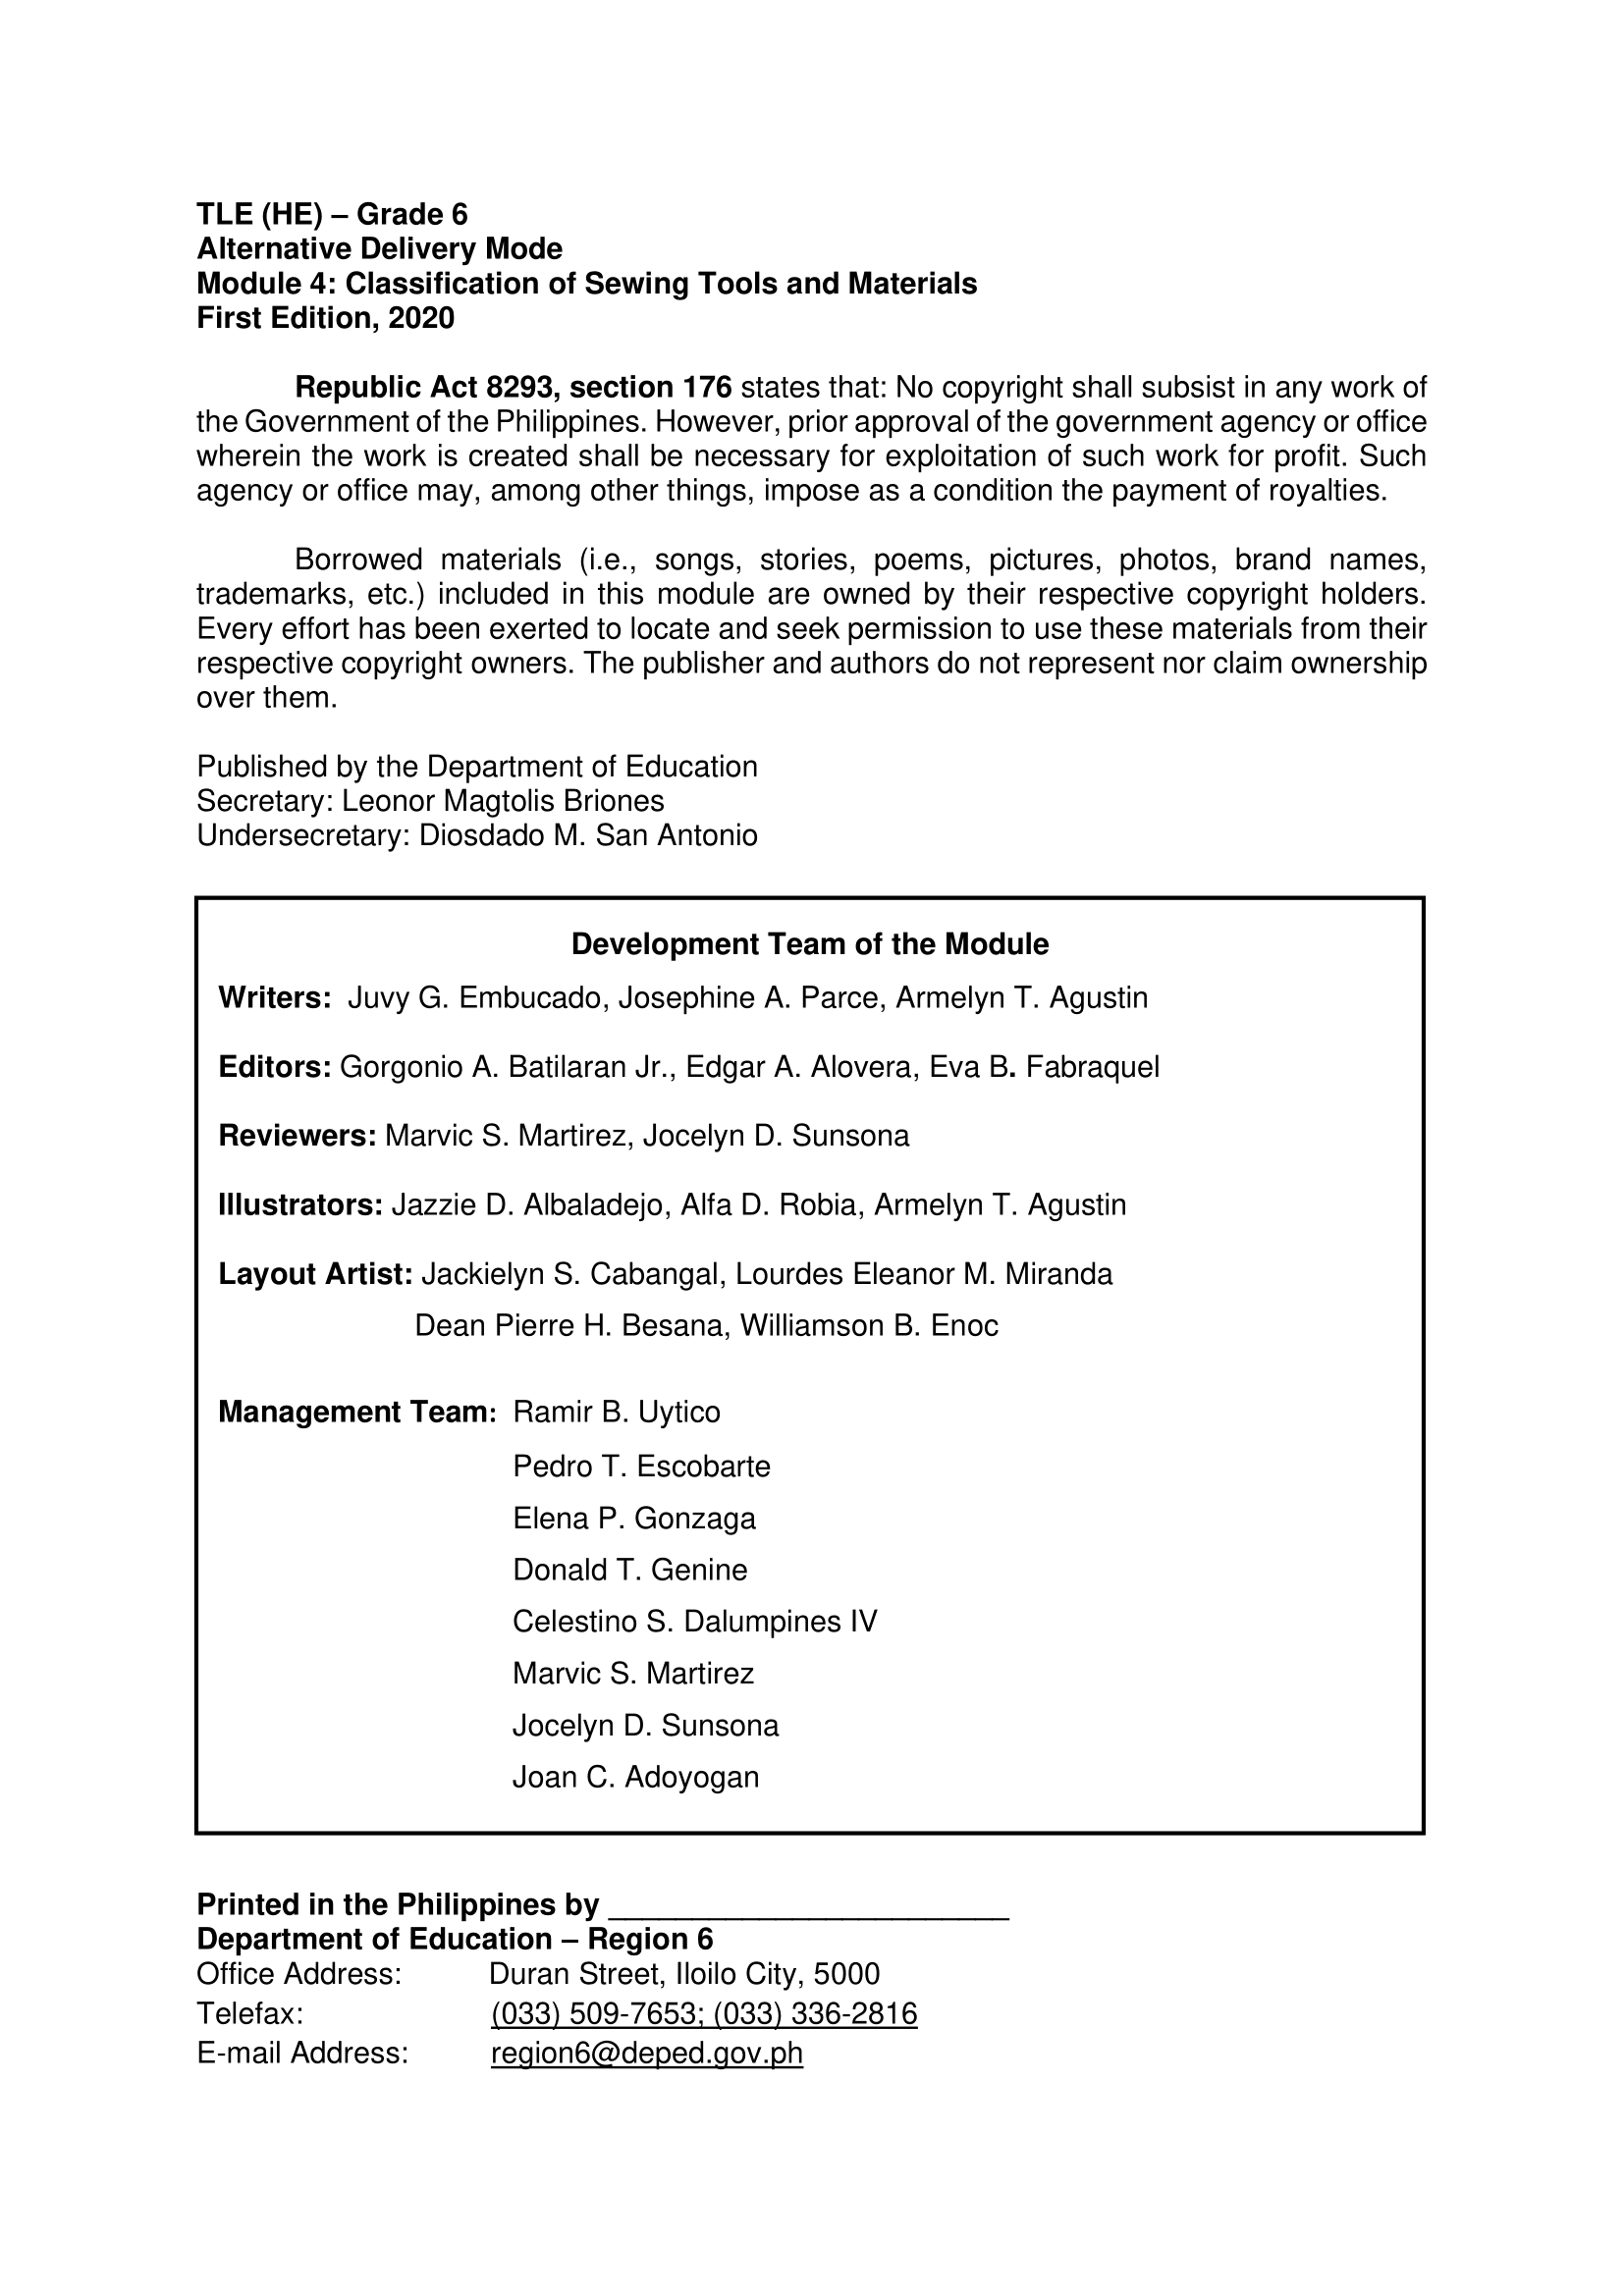 TLE (HE) – Grade 6
Alternative Delivery Mode
Module 4: Classification of Sewing Tools and Materials
First Edition, 2020
Republic Act 8293, section 176 states that: No copyright shall subsist in any work of
the Government of the Philippines. However, prior approval of the government agency or office
wherein the work is created shall be necessary for exploitation of such work for profit. Such
agency or office may, among other things, impose as a condition the payment of royalties.
Borrowed materials (i.e., songs, stories, poems, pictures, photos, brand names,
trademarks, etc.) included in this module are owned by their respective copyright holders.
Every effort has been exerted to locate and seek permission to use these materials from their
respective copyright owners. The publisher and authors do not represent nor claim ownership
over them.
Published by the Department of Education
Secretary: Leonor Magtolis Briones
Undersecretary: Diosdado M. San Antonio
Development Team of the Module
Writers: Juvy G. Embucado, Josephine A. Parce, Armelyn T. Agustin
Editors: Gorgonio A. Batilaran Jr., Edgar A. Alovera, Eva B. Fabraquel
Reviewers: Marvic S. Martirez, Jocelyn D. Sunsona
Illustrators: Jazzie D. Albaladejo, Alfa D. Robia, Armelyn T. Agustin
Layout Artist: Jackielyn S. Cabangal, Lourdes Eleanor M. Miranda
Dean Pierre H. Besana, Williamson B. Enoc
Management Team: Ramir B. Uytico
Pedro T. Escobarte
Elena P. Gonzaga
Donald T. Genine
Celestino S. Dalumpines IV
Marvic S. Martirez
Jocelyn D. Sunsona
Joan C. Adoyogan
Printed in the Philippines by ________________________
Department of Education – Region 6
Office Address: Duran Street, Iloilo City, 5000
Telefax: (033) 509-7653; (033) 336-2816
E-mail Address: region6@deped.gov.ph